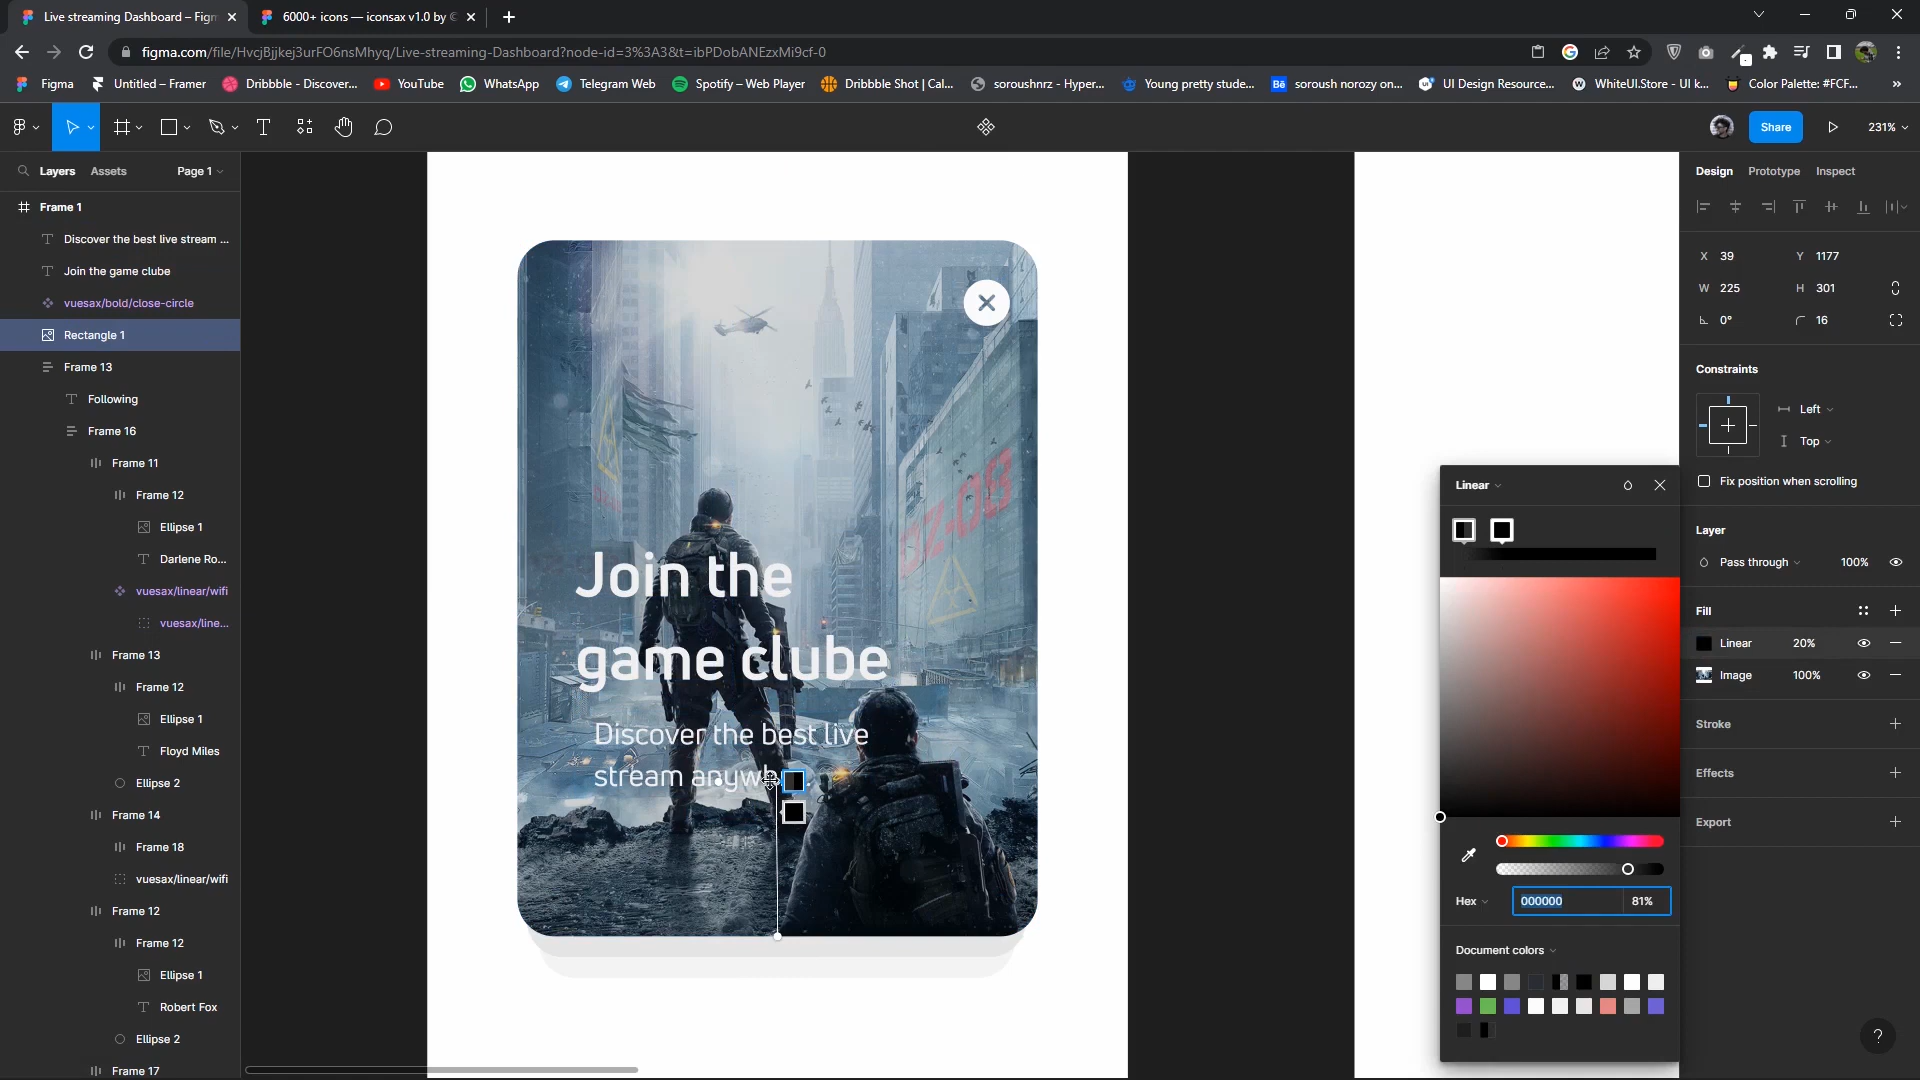 Live streaming Dashboard – Figm
6000+ icons — iconsax v1.0 by
figma.com/file/HvcjBjjkej3urFO6nsMhyq/Live-streaming-Dashboard?node-id=3%3A3&t=ibPDobANEzxMi9cf-0
Figma
Untitled – Framer
Dribbble - Discover...
YouTube
WhatsApp
Telegram Web
Spotify – Web Player
Dribbble Shot | Cal...
soroushnrz - Hyper...
Young pretty stude...
Bē
soroush norozy on...
UI Design Resource...
WhiteUI.Store - UI k...
Color Palette: #FCF...
»
Share
231%
Layers
Assets
Page 1
Frame 1
Discover the best live stream ...
Join the game clube
vuesax/bold/close-circle
Rectangle 1
Frame 13
Following
Frame 16
Frame 11
Frame 12
Ellipse 1
Darlene Ro...
vuesax/linear/wifi
vuesax/line...
Frame 13
Frame 12
Ellipse 1
Floyd Miles
Ellipse 2
Frame 14
Frame 18
vuesax/linear/wifi
Frame 12
Frame 12
Ellipse 1
Robert Fox
Ellipse 2
Frame 17
DZ-08
Join the
game clube
Discover the best live
stream anywh
Linear
Hex
000000
81%
Document colors
Design
Prototype
Inspect
X 39
Y 1177
W 225
H 301
0°
16
Constraints
Left
Top
Fix position when scrolling
Layer
Pass through
100%
Fill
Linear
20%
Image
100%
Stroke
Effects
Export
?